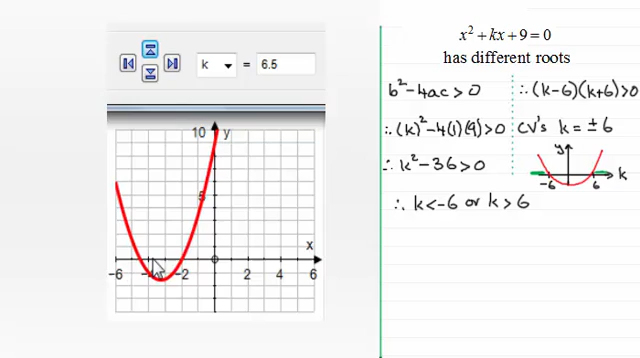 k = 6.5
10 y
5
x
-6 -4 -2 0 2 4 6
x² + kx + 9 = 0
has different roots
b² - 4ac > 0
∴ (k)² - 4(1)(9) > 0
∴ k² - 36 > 0
∴ k < -6 or k > 6
∴ (k-6)(k+6) > 0
CV's k = ± 6
y
-6 6 k